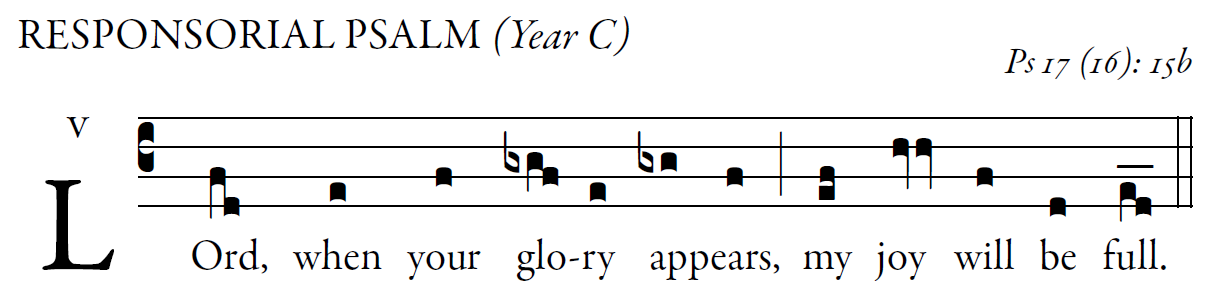 RESPONSORIAL PSALM (Year C)
Ps 17 (16): 15b
V
LOrd, when your glo-ry appears, my joy will be full.